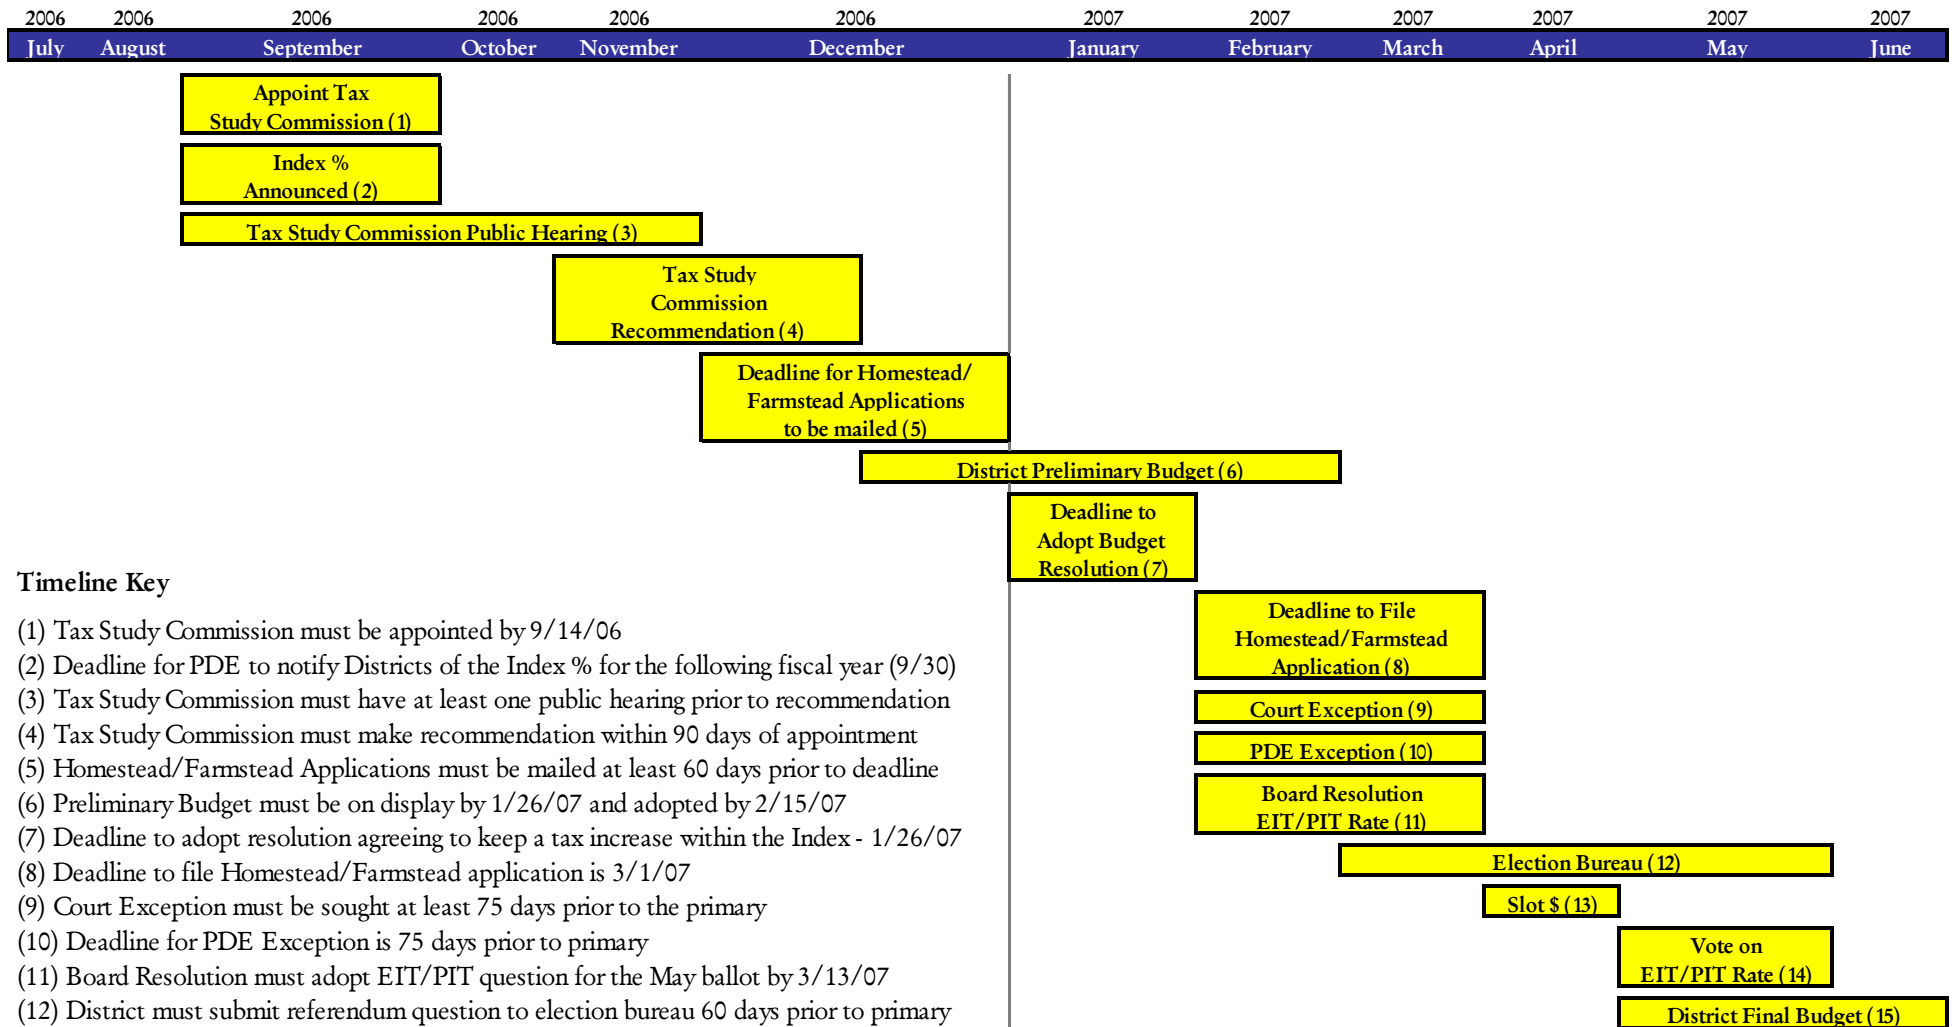 2006 2006 2006 2006 2006 2006 2007 2007 2007 2007 2007 2007
July August September October November December January February March April May June
Appoint Tax
Study Commission (1)
Index %
Announced (2)
Tax Study Commission Public Hearing (3)
Tax Study
Commission
Recommendation (4)
Deadline for Homestead/
Farmstead Applications
to be mailed (5)
District Preliminary Budget (6)
Deadline to
Adopt Budget
Resolution (7)
Deadline to File
Homestead/Farmstead
Application (8)
Court Exception (9)
PDE Exception (10)
Board Resolution
EIT/PIT Rate (11)
Election Bureau (12)
Slot $ (13)
Vote on
EIT/PIT Rate (14)
District Final Budget (15)
Timeline Key
(1) Tax Study Commission must be appointed by 9/14/06
(2) Deadline for PDE to notify Districts of the Index % for the following fiscal year (9/30)
(3) Tax Study Commission must have at least one public hearing prior to recommendation
(4) Tax Study Commission must make recommendation within 90 days of appointment
(5) Homestead/Farmstead Applications must be mailed at least 60 days prior to deadline
(6) Preliminary Budget must be on display by 1/26/07 and adopted by 2/15/07
(7) Deadline to adopt resolution agreeing to keep a tax increase within the Index - 1/26/07
(8) Deadline to file Homestead/Farmstead application is 3/1/07
(9) Court Exception must be sought at least 75 days prior to the primary
(10) Deadline for PDE Exception is 75 days prior to primary
(11) Board Resolution must adopt EIT/PIT question for the May ballot by 3/13/07
(12) District must submit referendum question to election bureau 60 days prior to primary